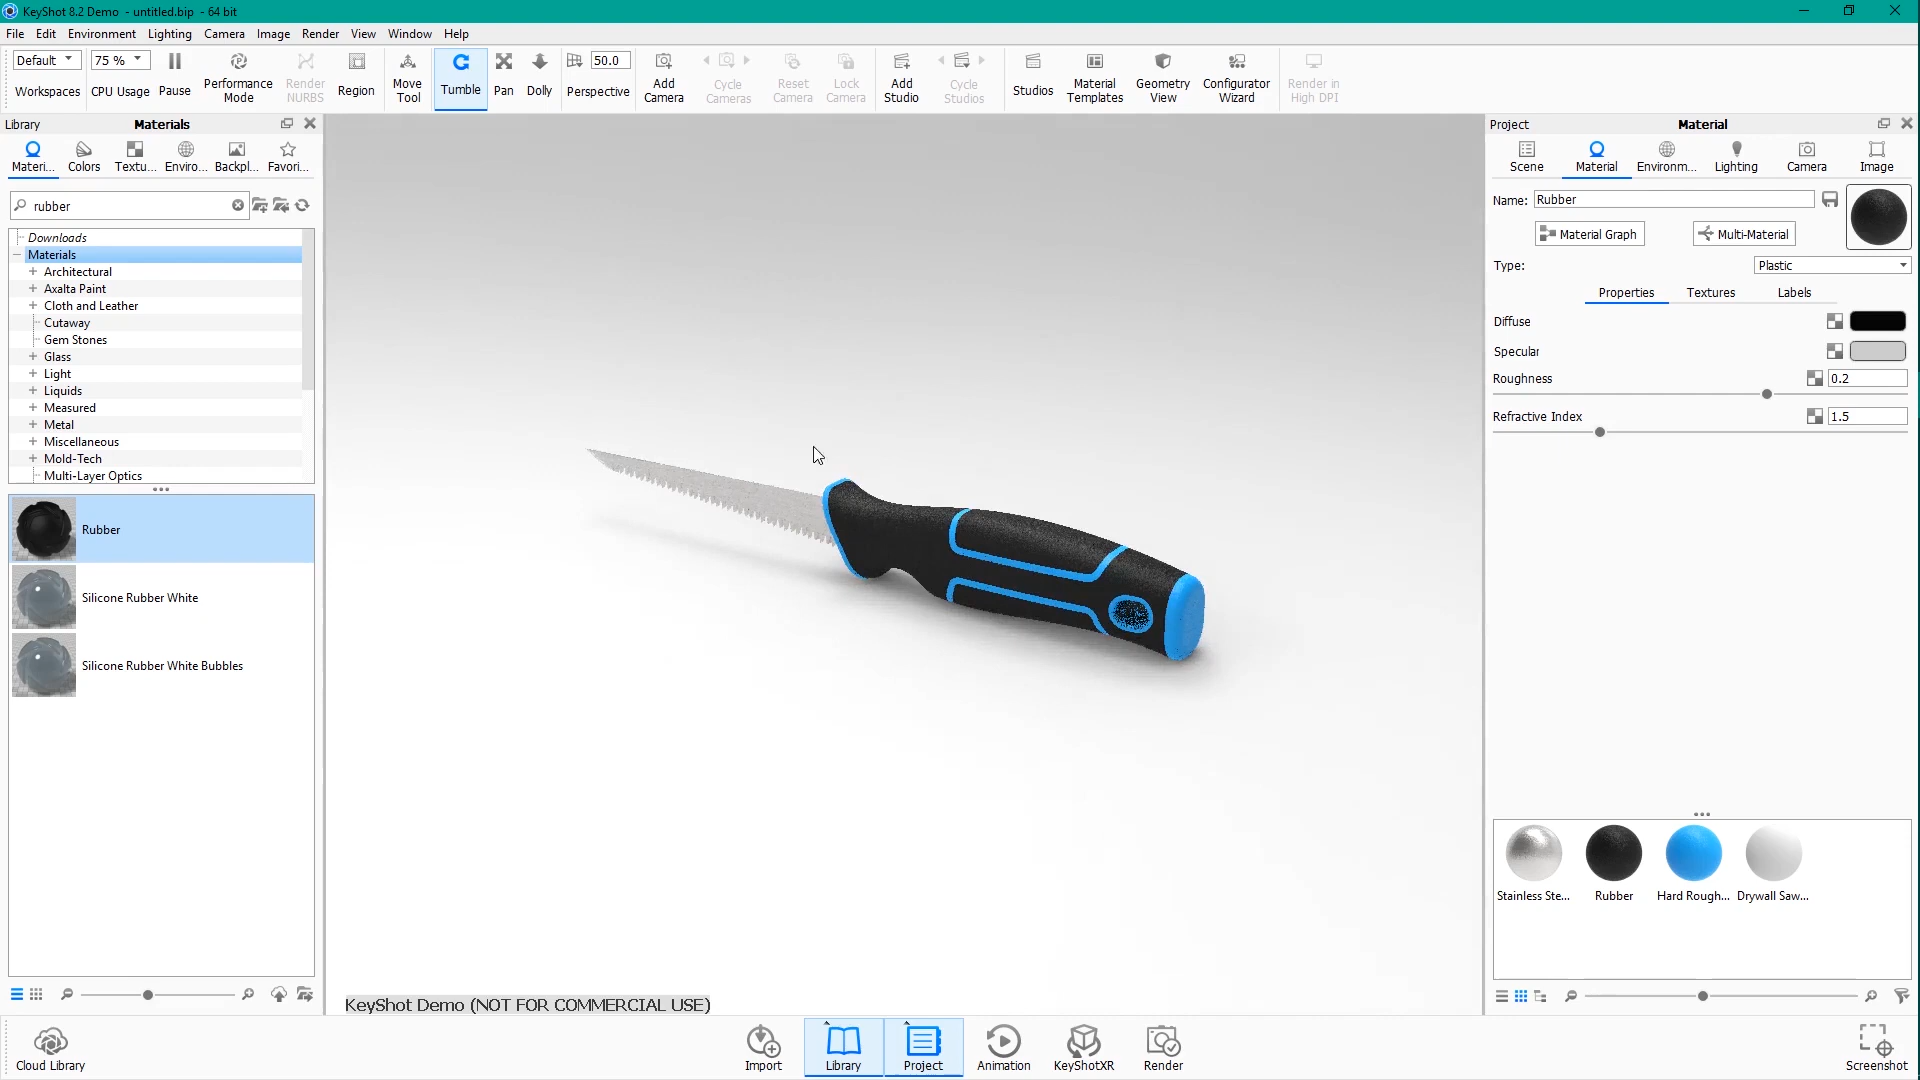 KeyShot 8.2 Demo - untitled.bip - 64 bit
File Edit Environment Lighting Camera Image Render View Window Help
Default 75 % 50.0
Workspaces CPU Usage Pause Performance Mode Render NURBS Region Move Tool Tumble Pan Dolly Perspective Add Camera Cycle Cameras Reset Camera Lock Camera Add Studio Cycle Studios Studios Material Templates Geometry View Configurator Wizard Render in High DPI
Library Materials
Materi... Colors Textu... Enviro... Backpl... Favori...
rubber
Downloads
Materials
Architectural
Axalta Paint
Cloth and Leather
Cutaway
Gem Stones
Glass
Light
Liquids
Measured
Metal
Miscellaneous
Mold-Tech
Multi-Layer Optics
Rubber
Silicone Rubber White
Silicone Rubber White Bubbles
KeyShot Demo (NOT FOR COMMERCIAL USE)
Project Material
Scene Material Environm... Lighting Camera Image
Name: Rubber
Material Graph Multi-Material
Type: Plastic
Properties Textures Labels
Diffuse
Specular
Roughness 0.2
Refractive Index 1.5
Stainless Ste... Rubber Hard Rough... Drywall Saw...
Cloud Library Import Library Project Animation KeyShotXR Render Screenshot